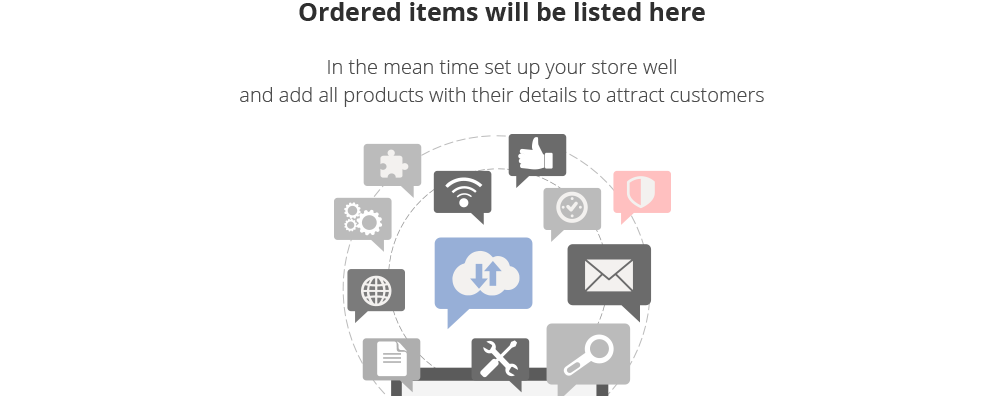 Ordered items will be listed here
In the mean time set up your store well
and add all products with their details to attract customers